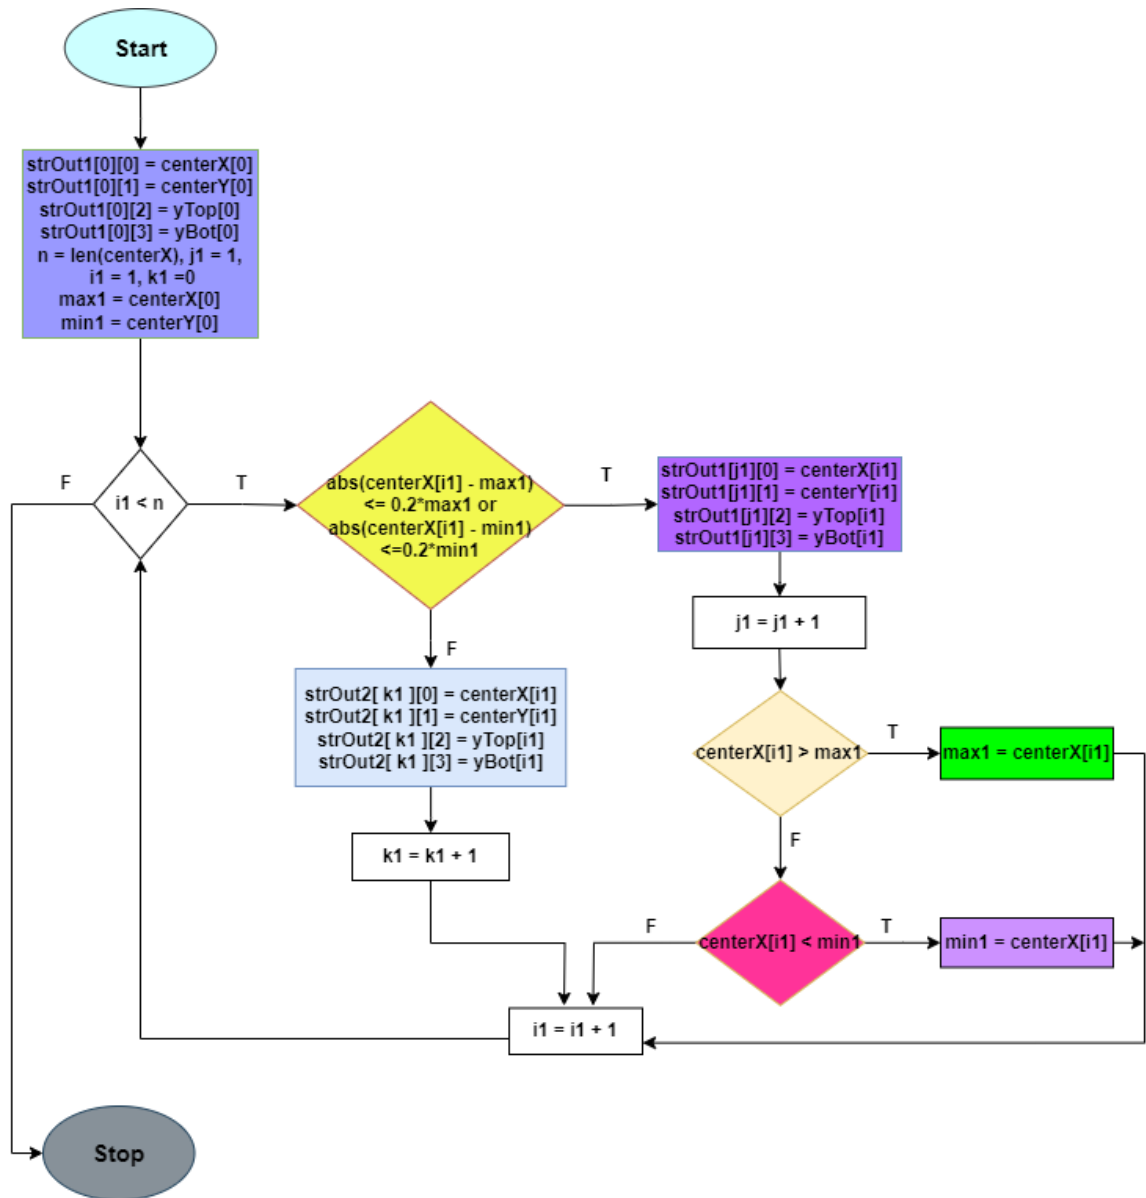 Start
strOut1[0][0] = centerX[0]
strOut1[0][1] = centerY[0]
strOut1[0][2] = yTop[0]
strOut1[0][3] = yBot[0]
n = len(centerX), j1 = 1,
i1 = 1, k1 =0
max1 = centerX[0]
min1 = centerY[0]
F
i1 < n
T
abs(centerX[i1] - max1)
<= 0.2*max1 or
abs(centerX[i1] - min1)
<=0.2*min1
T
strOut1[j1][0] = centerX[i1]
strOut1[j1][1] = centerY[i1]
strOut1[j1][2] = yTop[i1]
strOut1[j1][3] = yBot[i1]
j1 = j1 + 1
F
strOut2[ k1 ][0] = centerX[i1]
strOut2[ k1 ][1] = centerY[i1]
strOut2[ k1 ][2] = yTop[i1]
strOut2[ k1 ][3] = yBot[i1]
k1 = k1 + 1
centerX[i1] > max1
T
max1 = centerX[i1]
F
centerX[i1] < min1
T
min1 = centerX[i1]
F
i1 = i1 + 1
Stop